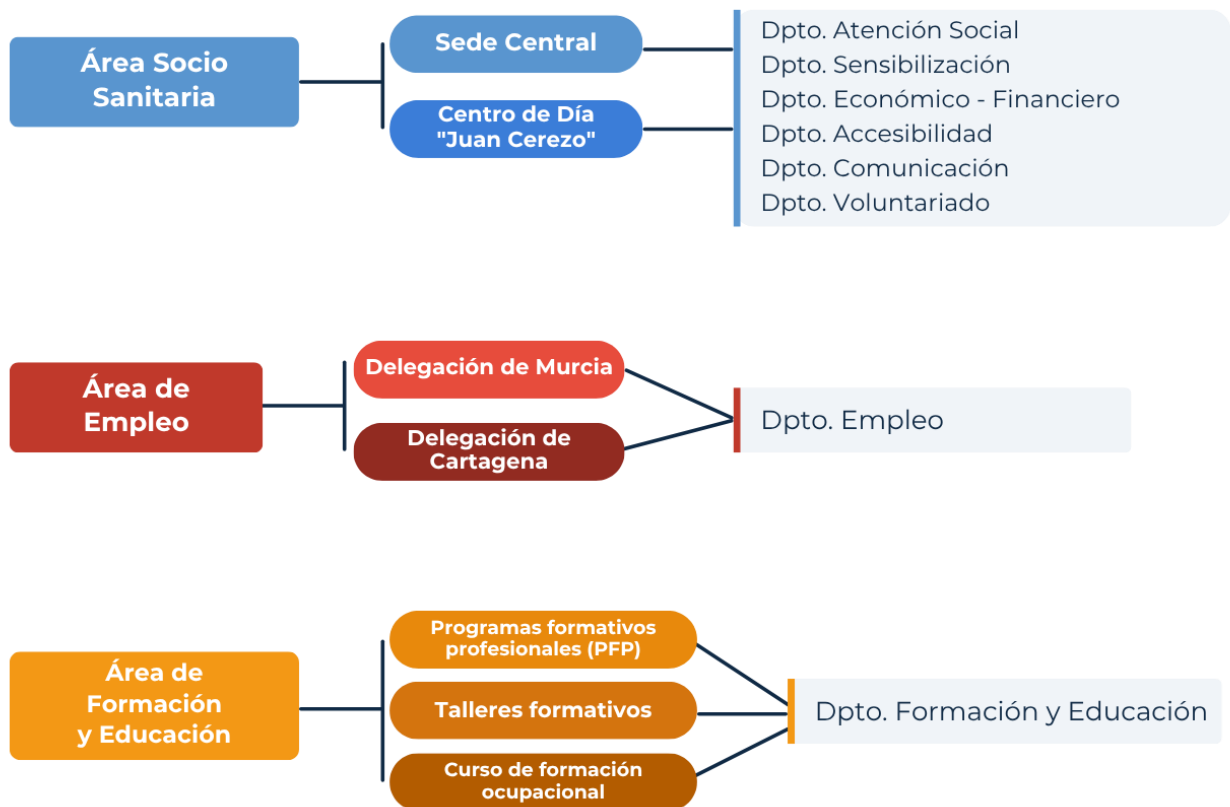 Área Socio
Sanitaria
Sede Central
Centro de Día
"Juan Cerezo"
Dpto. Atención Social
Dpto. Sensibilización
Dpto. Económico - Financiero
Dpto. Accesibilidad
Dpto. Comunicación
Dpto. Voluntariado
Área de
Empleo
Delegación de Murcia
Delegación de
Cartagena
Dpto. Empleo
Área de
Formación
y Educación
Programas formativos
profesionales (PFP)
Talleres formativos
Curso de formación
ocupacional
Dpto. Formación y Educación